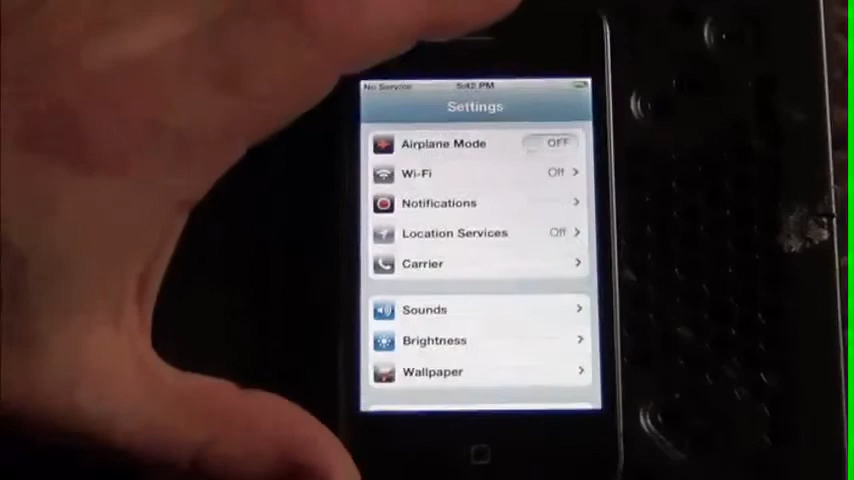 No Service 5:42 PM
Settings
Airplane Mode OFF
Wi-Fi Off
Notifications
Location Services Off
Carrier
Sounds
Brightness
Wallpaper